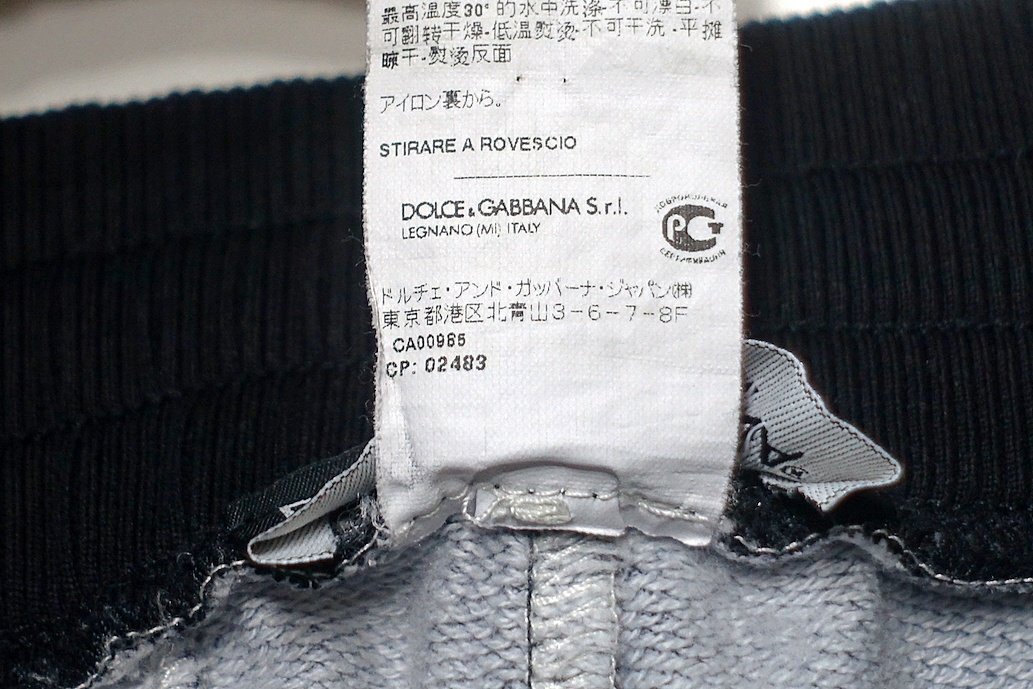 最高温度30°的水中洗涤-不可漂白-不
可翻转干燥-低温熨烫-不可干洗-平摊
晾干-熨烫反面
アイロン裏から。
STIRARE A ROVESCIO
DOLCE & GABBANA S.r.l.
LEGNANO (MI) ITALY
ДОБРОВОЛЬНАЯ
РСТ
СЕРТИФИКАЦИЯ
ドルチェ・アンド・ガッバーナ・ジャパン㈱
東京都港区北青山3-6-7-8F
CA00965
CP: 02483